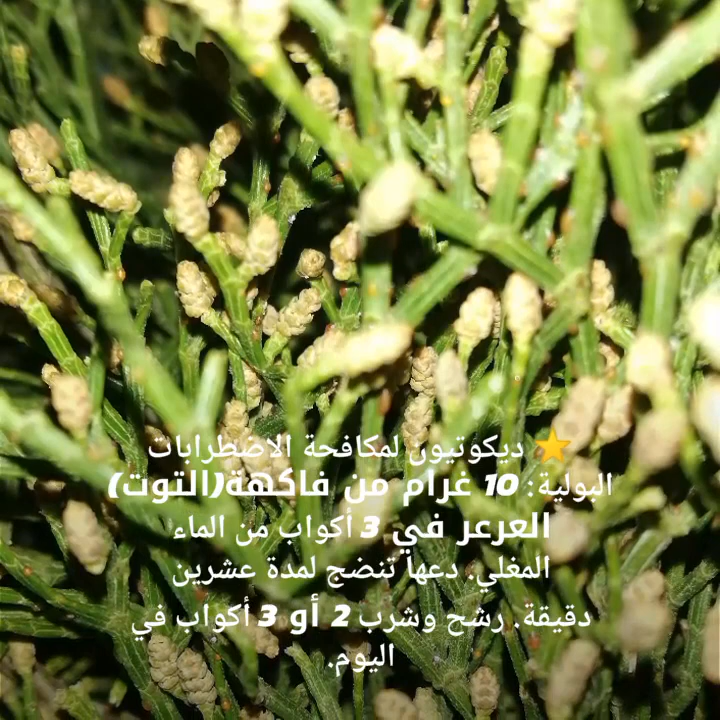 ⭐ ديكوتيون لمكافحة الاضطرابات
البولية: 10 غرام من فاكهة(التوت)
العرعر في 3 أكواب من الماء
المغلي. دعها تنضج لمدة عشرين
دقيقة. رشح وشرب 2 أو 3 أكواب في
اليوم.